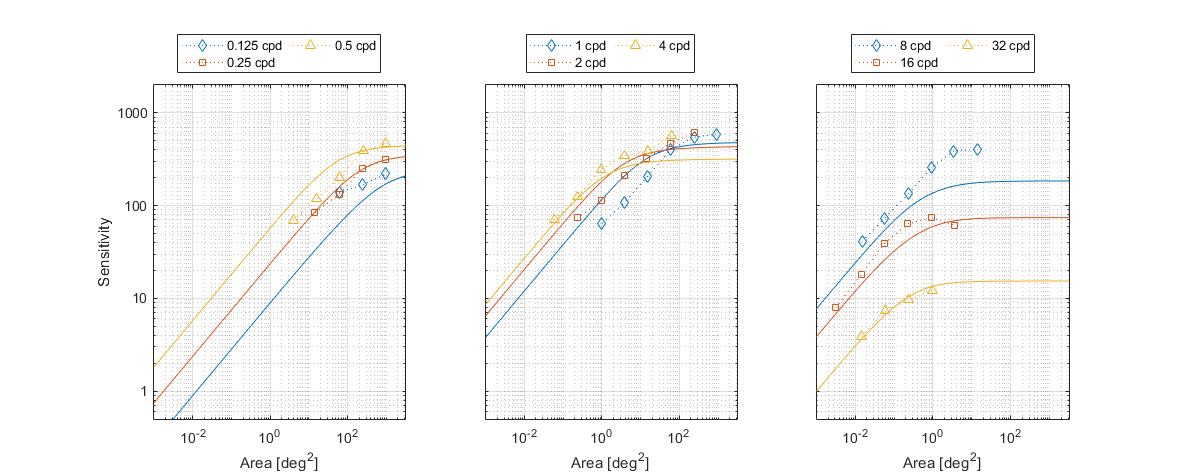 0.125 cpd 0.5 cpd
0.25 cpd
1 cpd 4 cpd
2 cpd
8 cpd 32 cpd
16 cpd
1000
100
10
1
Sensitivity
10^-2 10^0 10^2
Area [deg^2]
10^-2 10^0 10^2
Area [deg^2]
10^-2 10^0 10^2
Area [deg^2]